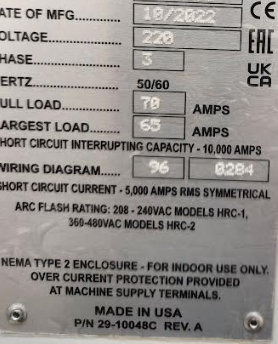 ATE OF MFG.............. 10/2022 CE
OLTAGE.................. 220 EAC
HASE..................... 3 UK CA
ERTZ..................... 50/60
ULL LOAD............... 70 AMPS
ARGEST LOAD......... 65 AMPS
HORT CIRCUIT INTERRUPTING CAPACITY - 10,000 AMPS
WIRING DIAGRAM........ 96 0204
SHORT CIRCUIT CURRENT - 5,000 AMPS RMS SYMMETRICAL
ARC FLASH RATING: 208 - 240VAC MODELS HRC-1,
360-480VAC MODELS HRC-2
NEMA TYPE 2 ENCLOSURE - FOR INDOOR USE ONLY.
OVER CURRENT PROTECTION PROVIDED
AT MACHINE SUPPLY TERMINALS.
MADE IN USA
P/N 29-10048C REV. A